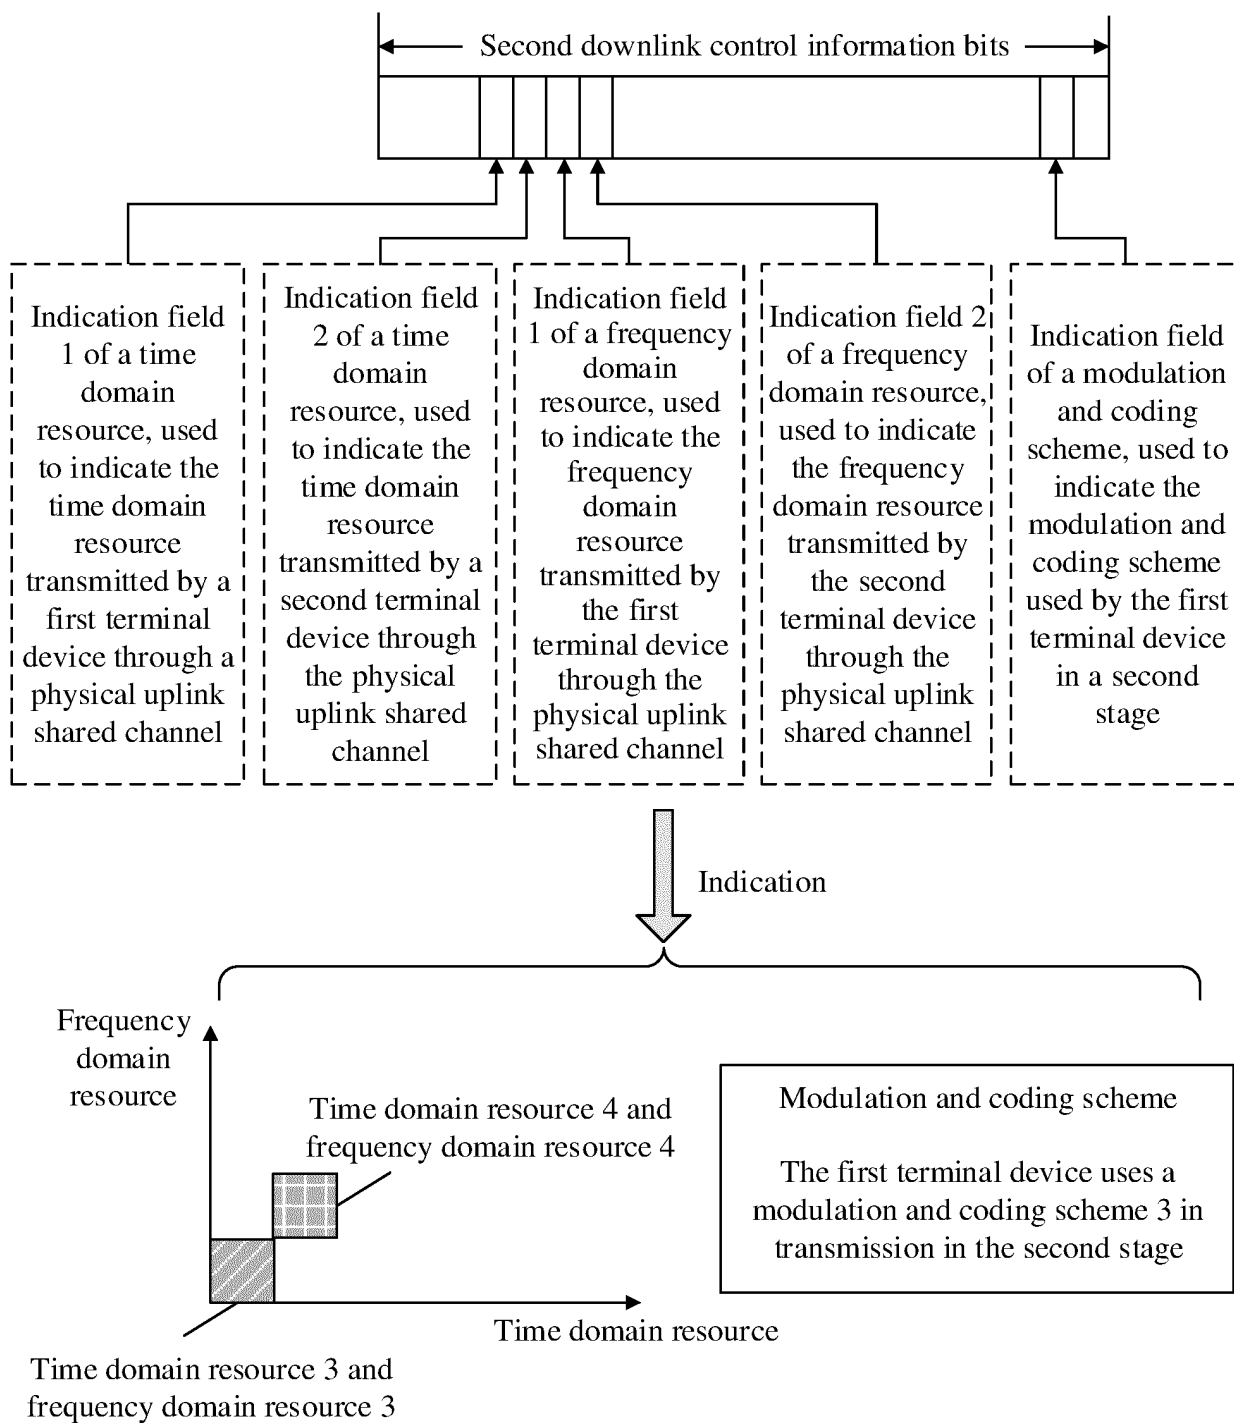 Second downlink control information bits
Indication field
1 of a time
domain
resource, used
to indicate the
time domain
resource
transmitted by a
first terminal
device through a
physical uplink
shared channel
Indication field
2 of a time
domain
resource, used
to indicate the
time domain
resource
transmitted by a
second terminal
device through
the physical
uplink shared
channel
Indication field
1 of a frequency
domain
resource, used
to indicate the
frequency
domain
resource
transmitted by
the first
terminal device
through the
physical uplink
shared channel
Indication field 2
of a frequency
domain resource,
used to indicate
the frequency
domain resource
transmitted by
the second
terminal device
through the
physical uplink
shared channel
Indication field
of a modulation
and coding
scheme, used to
indicate the
modulation and
coding scheme
used by the first
terminal device
in a second
stage
Indication
Frequency
domain
resource
Time domain resource 4 and
frequency domain resource 4
Time domain resource
Time domain resource 3 and
frequency domain resource 3
Modulation and coding scheme
The first terminal device uses a
modulation and coding scheme 3 in
transmission in the second stage